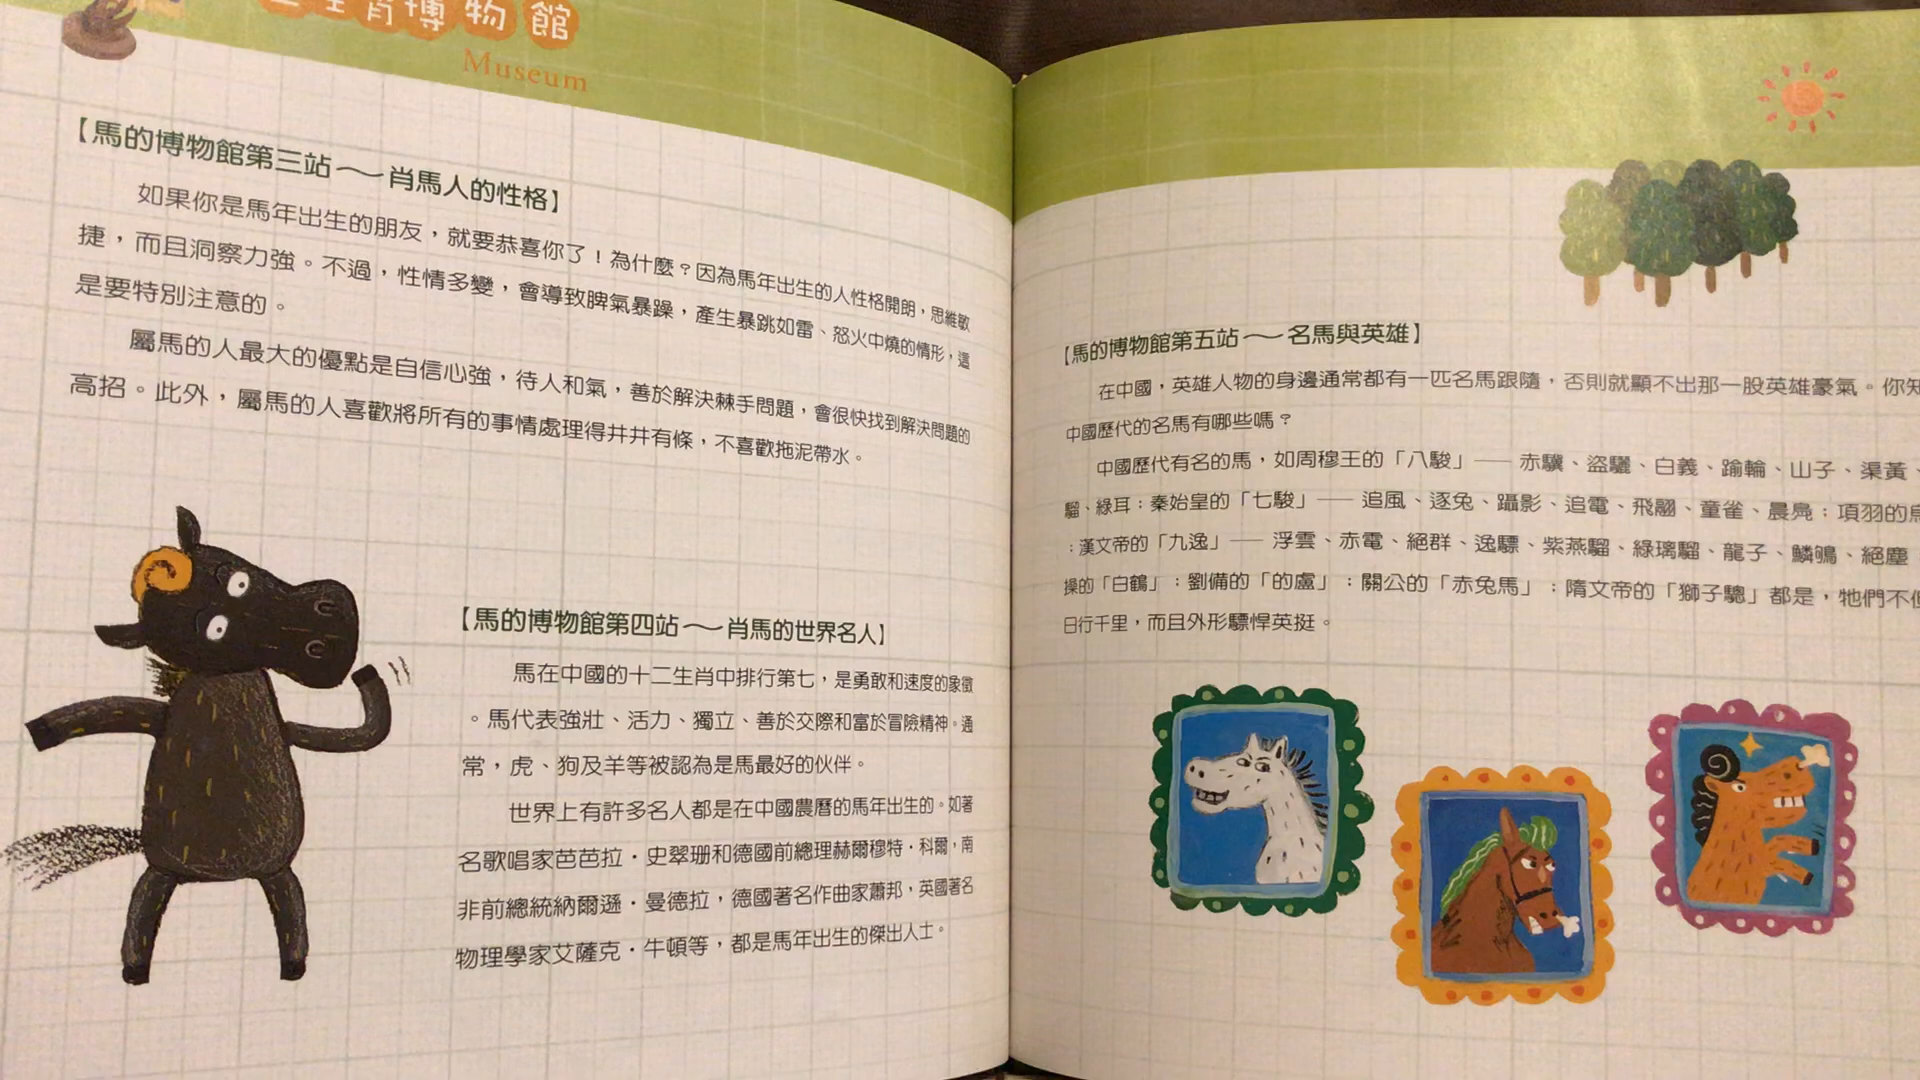 生肖博物館
Museum
【馬的博物館第三站～肖馬人的性格】
如果你是馬年出生的朋友，就要恭喜你了！為什麼？因為馬年出生的人性格開朗，思維敏
捷，而且洞察力強。不過，性情多變，會導致脾氣暴躁，產生暴跳如雷、怒火中燒的情形，這
是要特別注意的。
屬馬的人最大的優點是自信心強，待人和氣，善於解決棘手問題，會很快找到解決問題的
高招。此外，屬馬的人喜歡將所有的事情處理得井井有條，不喜歡拖泥帶水。
【馬的博物館第四站～肖馬的世界名人】
馬在中國的十二生肖中排行第七，是勇敢和速度的象徵
。馬代表強壯、活力、獨立、善於交際和富於冒險精神。通
常，虎、狗及羊等被認為是馬最好的伙伴。
世界上有許多名人都是在中國農曆的馬年出生的。如著
名歌唱家芭芭拉・史翠珊和德國前總理赫爾穆特・科爾，南
非前總統納爾遜・曼德拉，德國著名作曲家蕭邦，英國著名
物理學家艾薩克・牛頓等，都是馬年出生的傑出人士。
【馬的博物館第五站～名馬與英雄】
在中國，英雄人物的身邊通常都有一匹名馬跟隨，否則就顯不出那一股英雄豪氣。你知
中國歷代的名馬有哪些嗎？
中國歷代有名的馬，如周穆王的「八駿」── 赤驥、盜驪、白義、踰輪、山子、渠黃、
騮、綠耳；秦始皇的「七駿」── 追風、逐兔、躡影、追電、飛翮、童雀、晨鳧；項羽的
；漢文帝的「九逸」── 浮雲、赤電、絕群、逸驃、紫燕騮、綠璃騮、龍子、鱗鴝、絕塵
操的「白鶴」；劉備的「的盧」；關公的「赤兔馬」；隋文帝的「獅子驄」都是，牠們不但
日行千里，而且外形驃悍英挺。